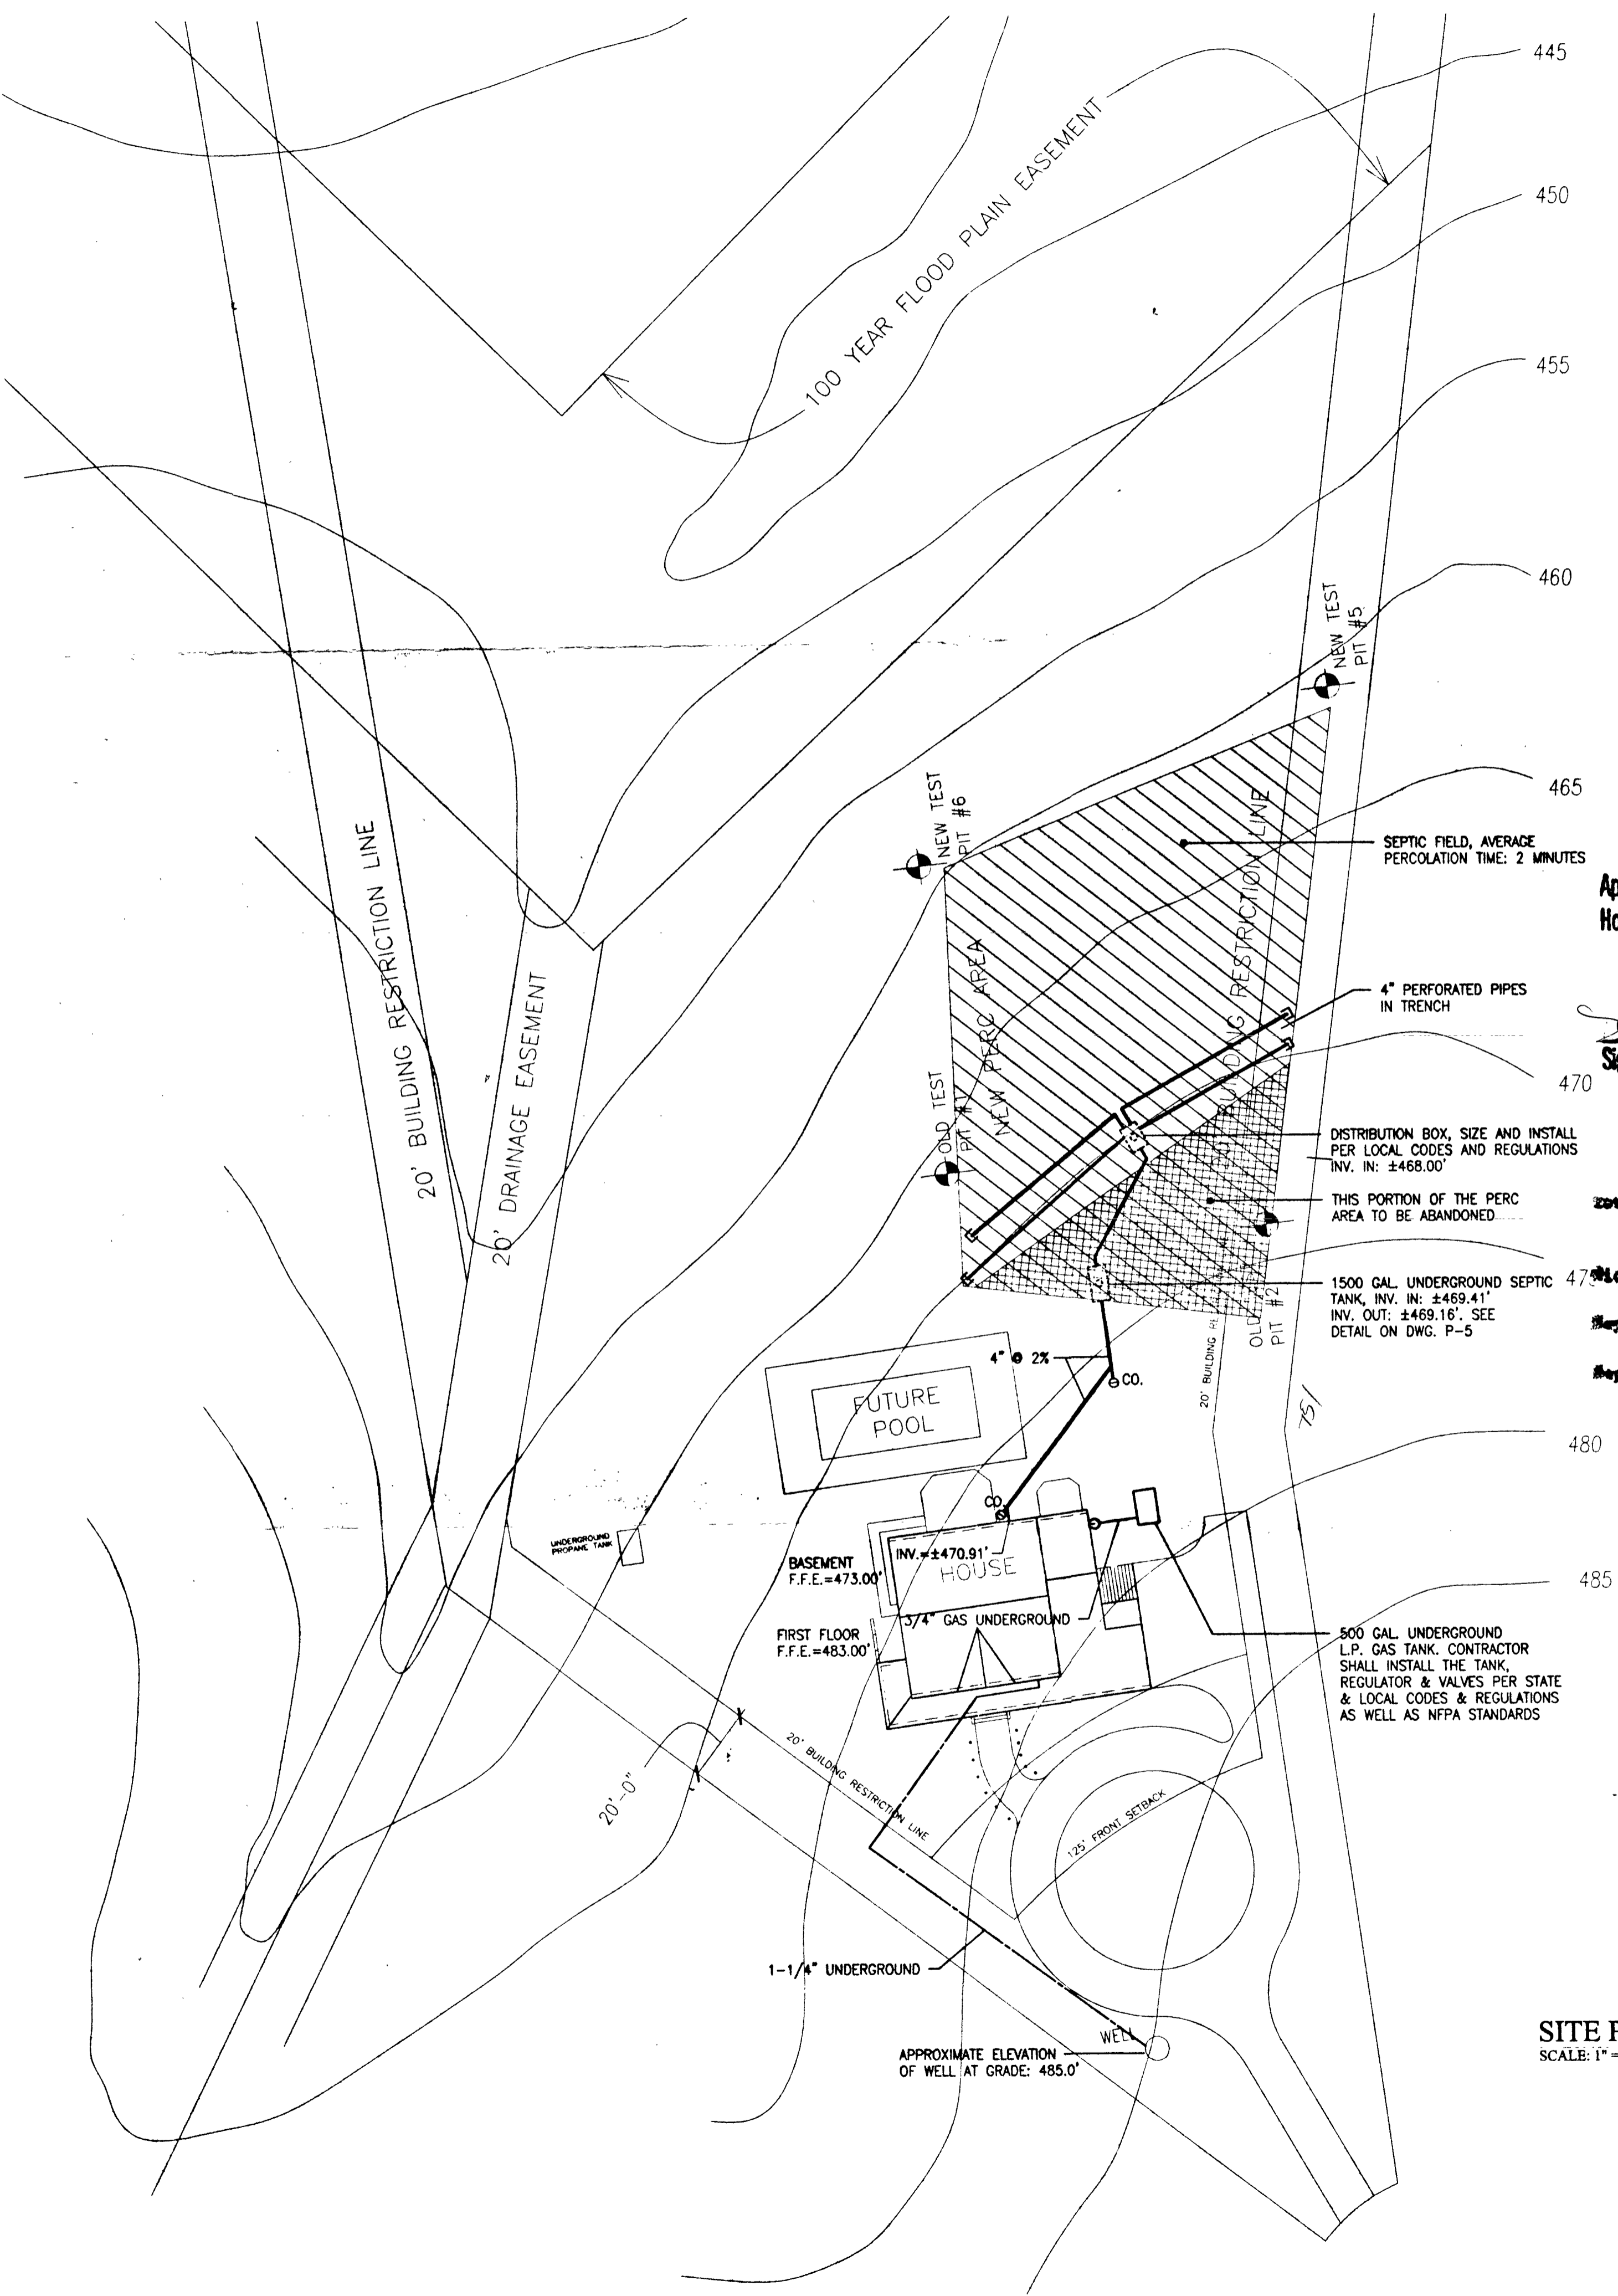 445
100 YEAR FLOOD PLAIN EASEMENT
450
455
460
NEW TEST
PIT #5
465
NEW TEST
PIT #6
SEPTIC FIELD, AVERAGE
PERCOLATION TIME: 2 MINUTES
20' BUILDING RESTRICTION LINE
20' DRAINAGE EASEMENT
NEW PERC AREA
BUILDING RESTRICTION LINE
4" PERFORATED PIPES
IN TRENCH
470
OLD TEST
PIT
DISTRIBUTION BOX, SIZE AND INSTALL
PER LOCAL CODES AND REGULATIONS
INV. IN: ±468.00'
THIS PORTION OF THE PERC
AREA TO BE ABANDONED
1500 GAL. UNDERGROUND SEPTIC
TANK, INV. IN: ±469.41'
INV. OUT: ±469.16'. SEE
DETAIL ON DWG. P-5
OLD
PIT #2
20' BUILDING
4" @ 2%
CO.
751
FUTURE
POOL
480
CO.
UNDERGROUND
PROPANE TANK
BASEMENT
F.F.E.=473.00'
INV.=±470.91'
HOUSE
485
3/4" GAS UNDERGROUND
FIRST FLOOR
F.F.E.=483.00'
500 GAL. UNDERGROUND
L.P. GAS TANK. CONTRACTOR
SHALL INSTALL THE TANK,
REGULATOR & VALVES PER STATE
& LOCAL CODES & REGULATIONS
AS WELL AS NFPA STANDARDS
20'-0"
20' BUILDING RESTRICTION LINE
125' FRONT SETBACK
1-1/4" UNDERGROUND
WELL
APPROXIMATE ELEVATION
OF WELL AT GRADE: 485.0'
SITE
SCALE: 1" =